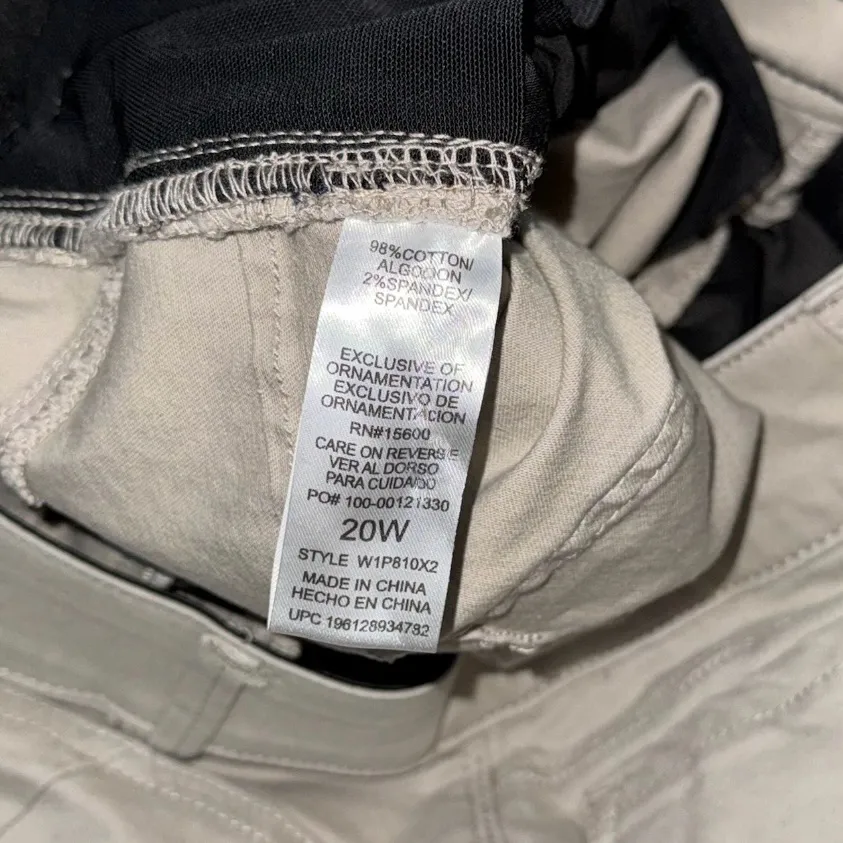 98%COTTON/
ALGODON
2%SPANDEX/
SPANDEX
EXCLUSIVE OF
ORNAMENTATION
EXCLUSIVO DE
ORNAMENTACION
RN#15600
CARE ON REVERSE
VER AL DORSO
PARA CUIDADO
PO# 100-00121330
20W
STYLE W1P810X2
MADE IN CHINA
HECHO EN CHINA
UPC 196128934782